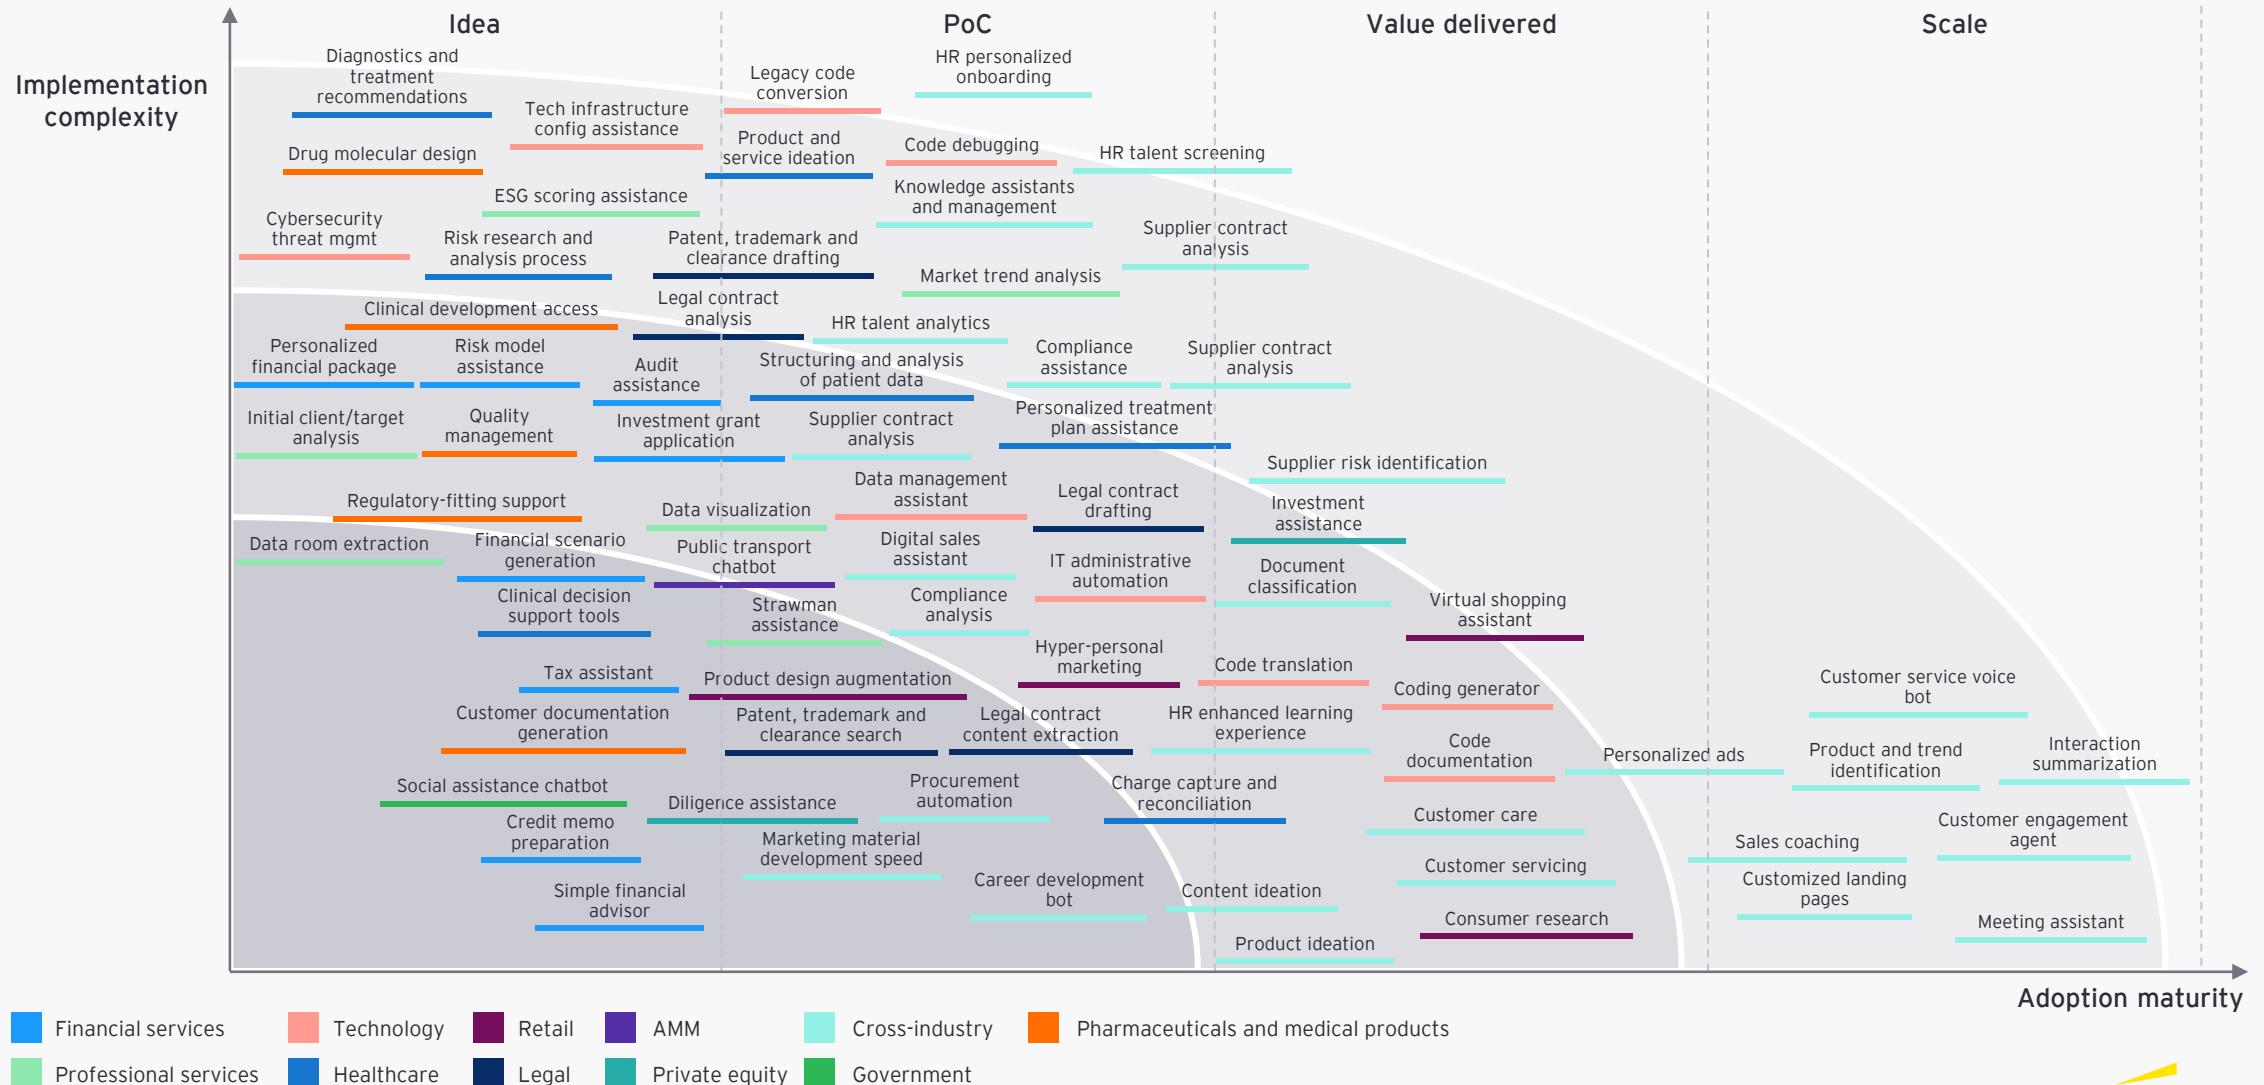 Idea
PoC
Value delivered
Scale
Implementation
complexity
Diagnostics and
treatment
recommendations
Tech infrastructure
config assistance
Legacy code
conversion
HR personalized
onboarding
Drug molecular design
Product and
service ideation
Code debugging
HR talent screening
ESG scoring assistance
Knowledge assistants
and management
Cybersecurity
threat mgmt
Risk research and
analysis process
Patent, trademark and
clearance drafting
Supplier contract
analysis
Market trend analysis
Clinical development access
Legal contract
analysis
HR talent analytics
Personalized
financial package
Risk model
assistance
Audit
assistance
Structuring and analysis
of patient data
Compliance
assistance
Supplier contract
analysis
Initial client/target
analysis
Quality
management
Investment grant
application
Supplier contract
analysis
Personalized treatment
plan assistance
Supplier risk identification
Regulatory-fitting support
Data visualization
Data management
assistant
Legal contract
drafting
Investment
assistance
Data room extraction
Financial scenario
generation
Public transport
chatbot
Digital sales
assistant
IT administrative
automation
Document
classification
Clinical decision
support tools
Strawman
assistance
Compliance
analysis
Virtual shopping
assistant
Hyper-personal
marketing
Code translation
Tax assistant
Product design augmentation
Coding generator
Customer service voice
bot
Customer documentation
generation
Patent, trademark and
clearance search
Legal contract
content extraction
HR enhanced learning
experience
Code
documentation
Personalized ads
Product and trend
identification
Interaction
summarization
Social assistance chatbot
Diligence assistance
Procurement
automation
Charge capture and
reconciliation
Customer care
Customer engagement
agent
Credit memo
preparation
Marketing material
development speed
Sales coaching
Customer servicing
Simple financial
advisor
Career development
bot
Content ideation
Customized landing
pages
Consumer research
Meeting assistant
Product ideation
Adoption maturity
Financial services
Technology
Retail
AMM
Cross-industry
Pharmaceuticals and medical products
Professional services
Healthcare
Legal
Private equity
Government